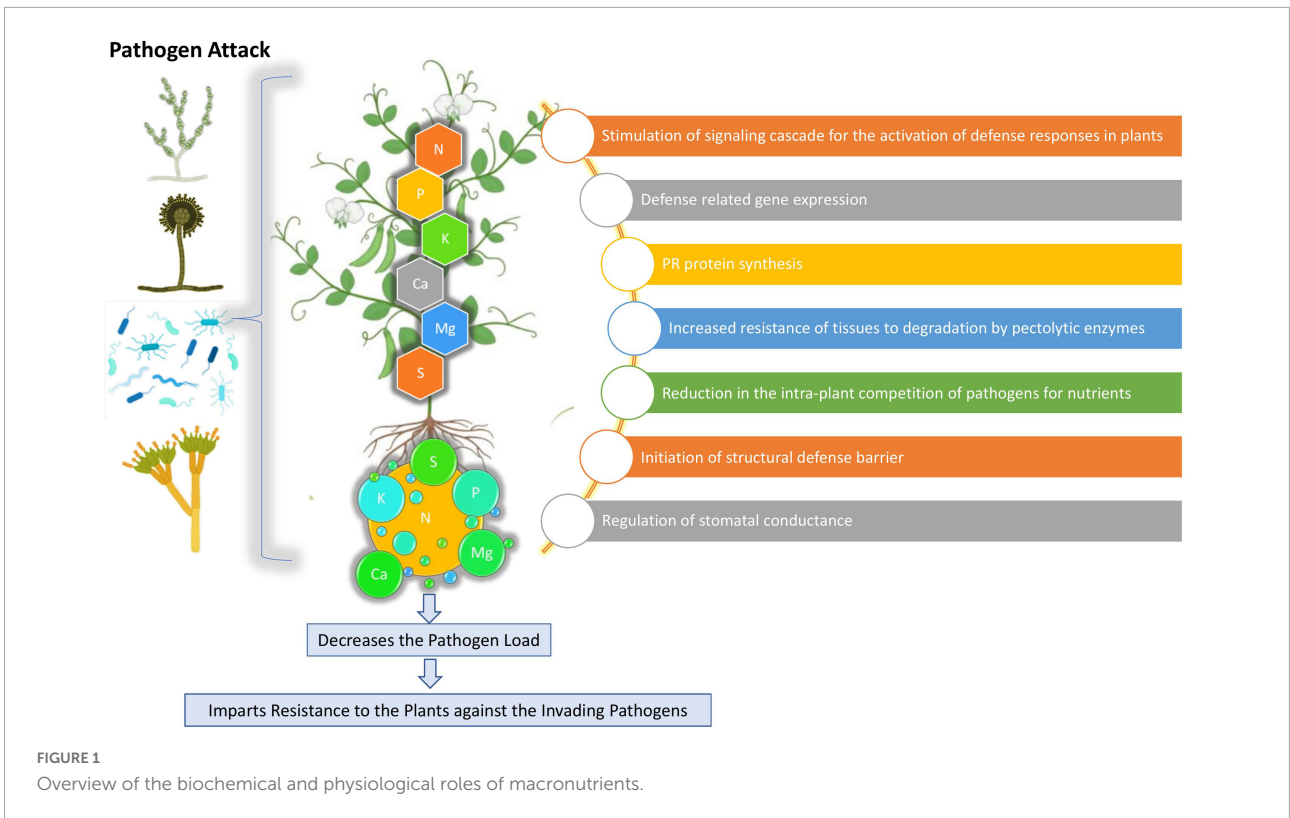 Pathogen Attack
N
P
K
Ca
Mg
S
Stimulation of signaling cascade for the activation of defense responses in plants
Defense related gene expression
PR protein synthesis
Increased resistance of tissues to degradation by pectolytic enzymes
Reduction in the intra-plant competition of pathogens for nutrients
Initiation of structural defense barrier
Regulation of stomatal conductance
S
K
P
N
Mg
Ca
Decreases the Pathogen Load
Imparts Resistance to the Plants against the Invading Pathogens
FIGURE 1
Overview of the biochemical and physiological roles of macronutrients.